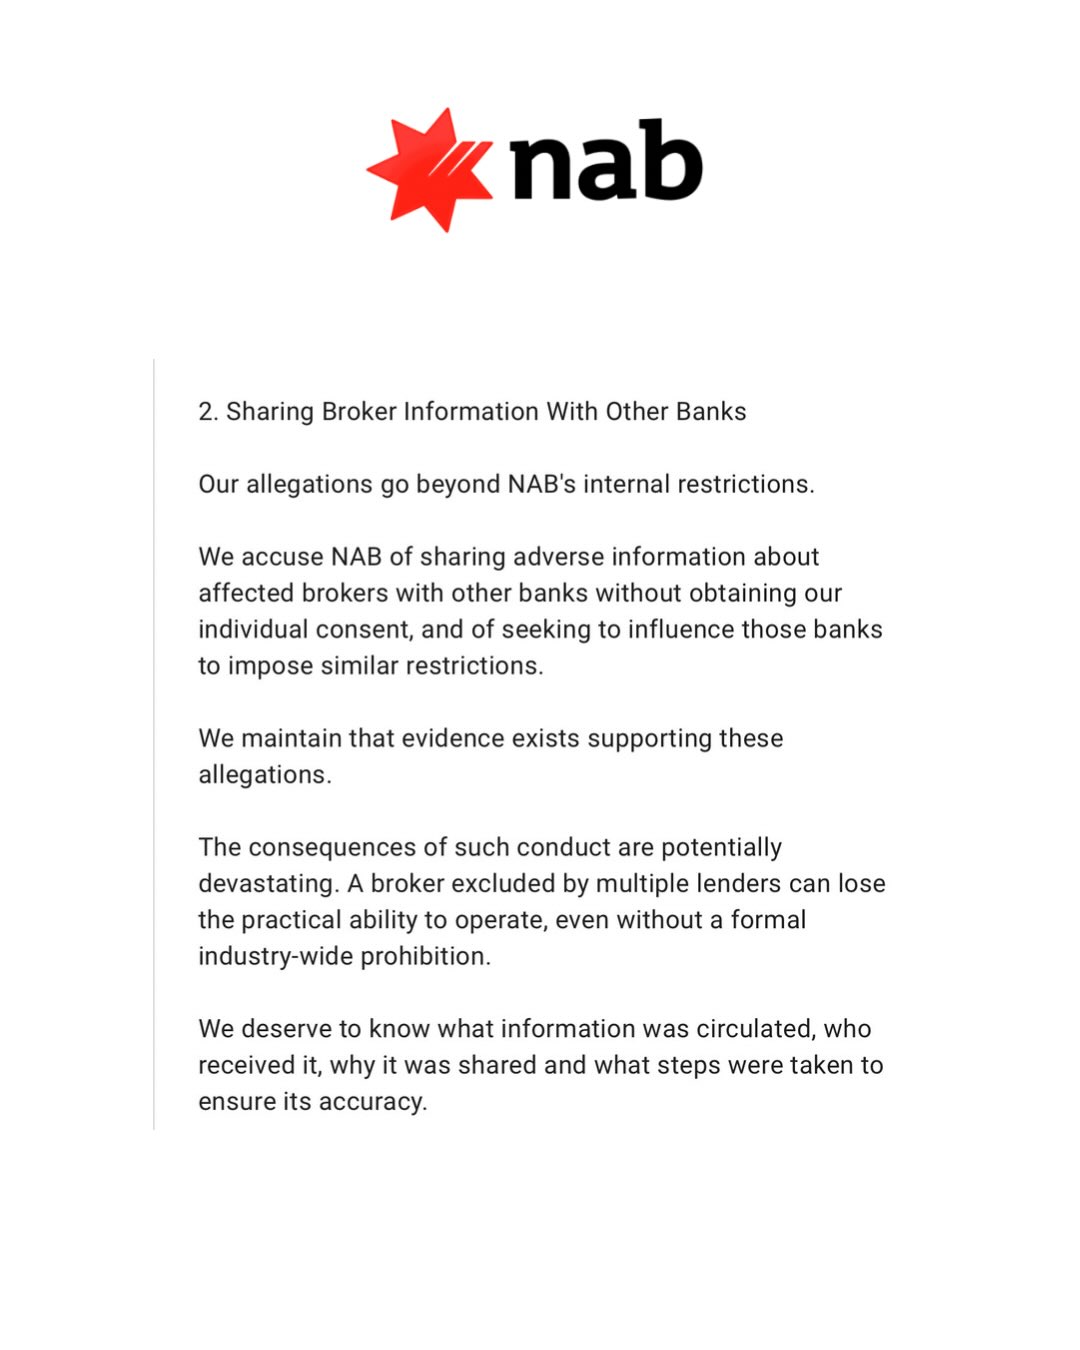 nab
2. Sharing Broker Information With Other Banks
Our allegations go beyond NAB's internal restrictions.
We accuse NAB of sharing adverse information about
affected brokers with other banks without obtaining our
individual consent, and of seeking to influence those banks
to impose similar restrictions.
We maintain that evidence exists supporting these
allegations.
The consequences of such conduct are potentially
devastating. A broker excluded by multiple lenders can lose
the practical ability to operate, even without a formal
industry-wide prohibition.
We deserve to know what information was circulated, who
received it, why it was shared and what steps were taken to
ensure its accuracy.